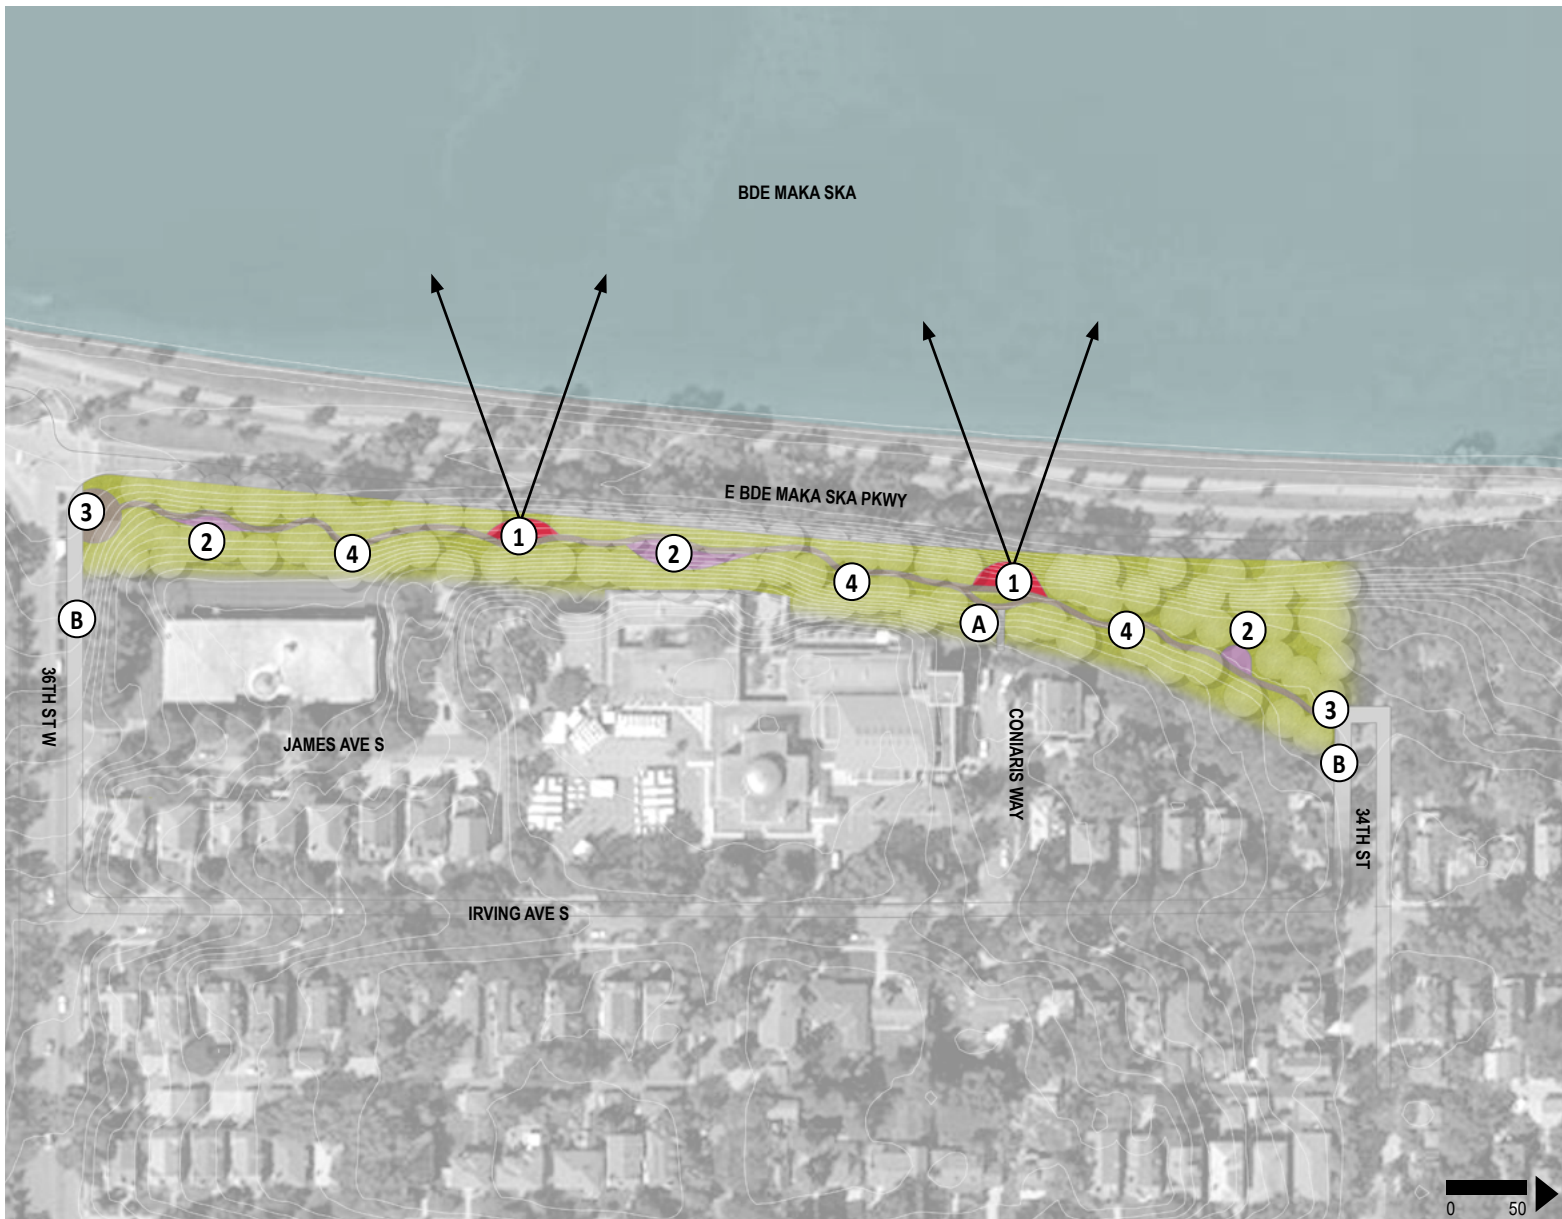 BDE MAKA SKA
E BDE MAKA SKA PKWY
3
2
4
1
2
4
1
A
4
2
3
B
B
36TH ST W
JAMES AVE S
CONIARIS WAY
34TH ST
IRVING AVE S
0 50